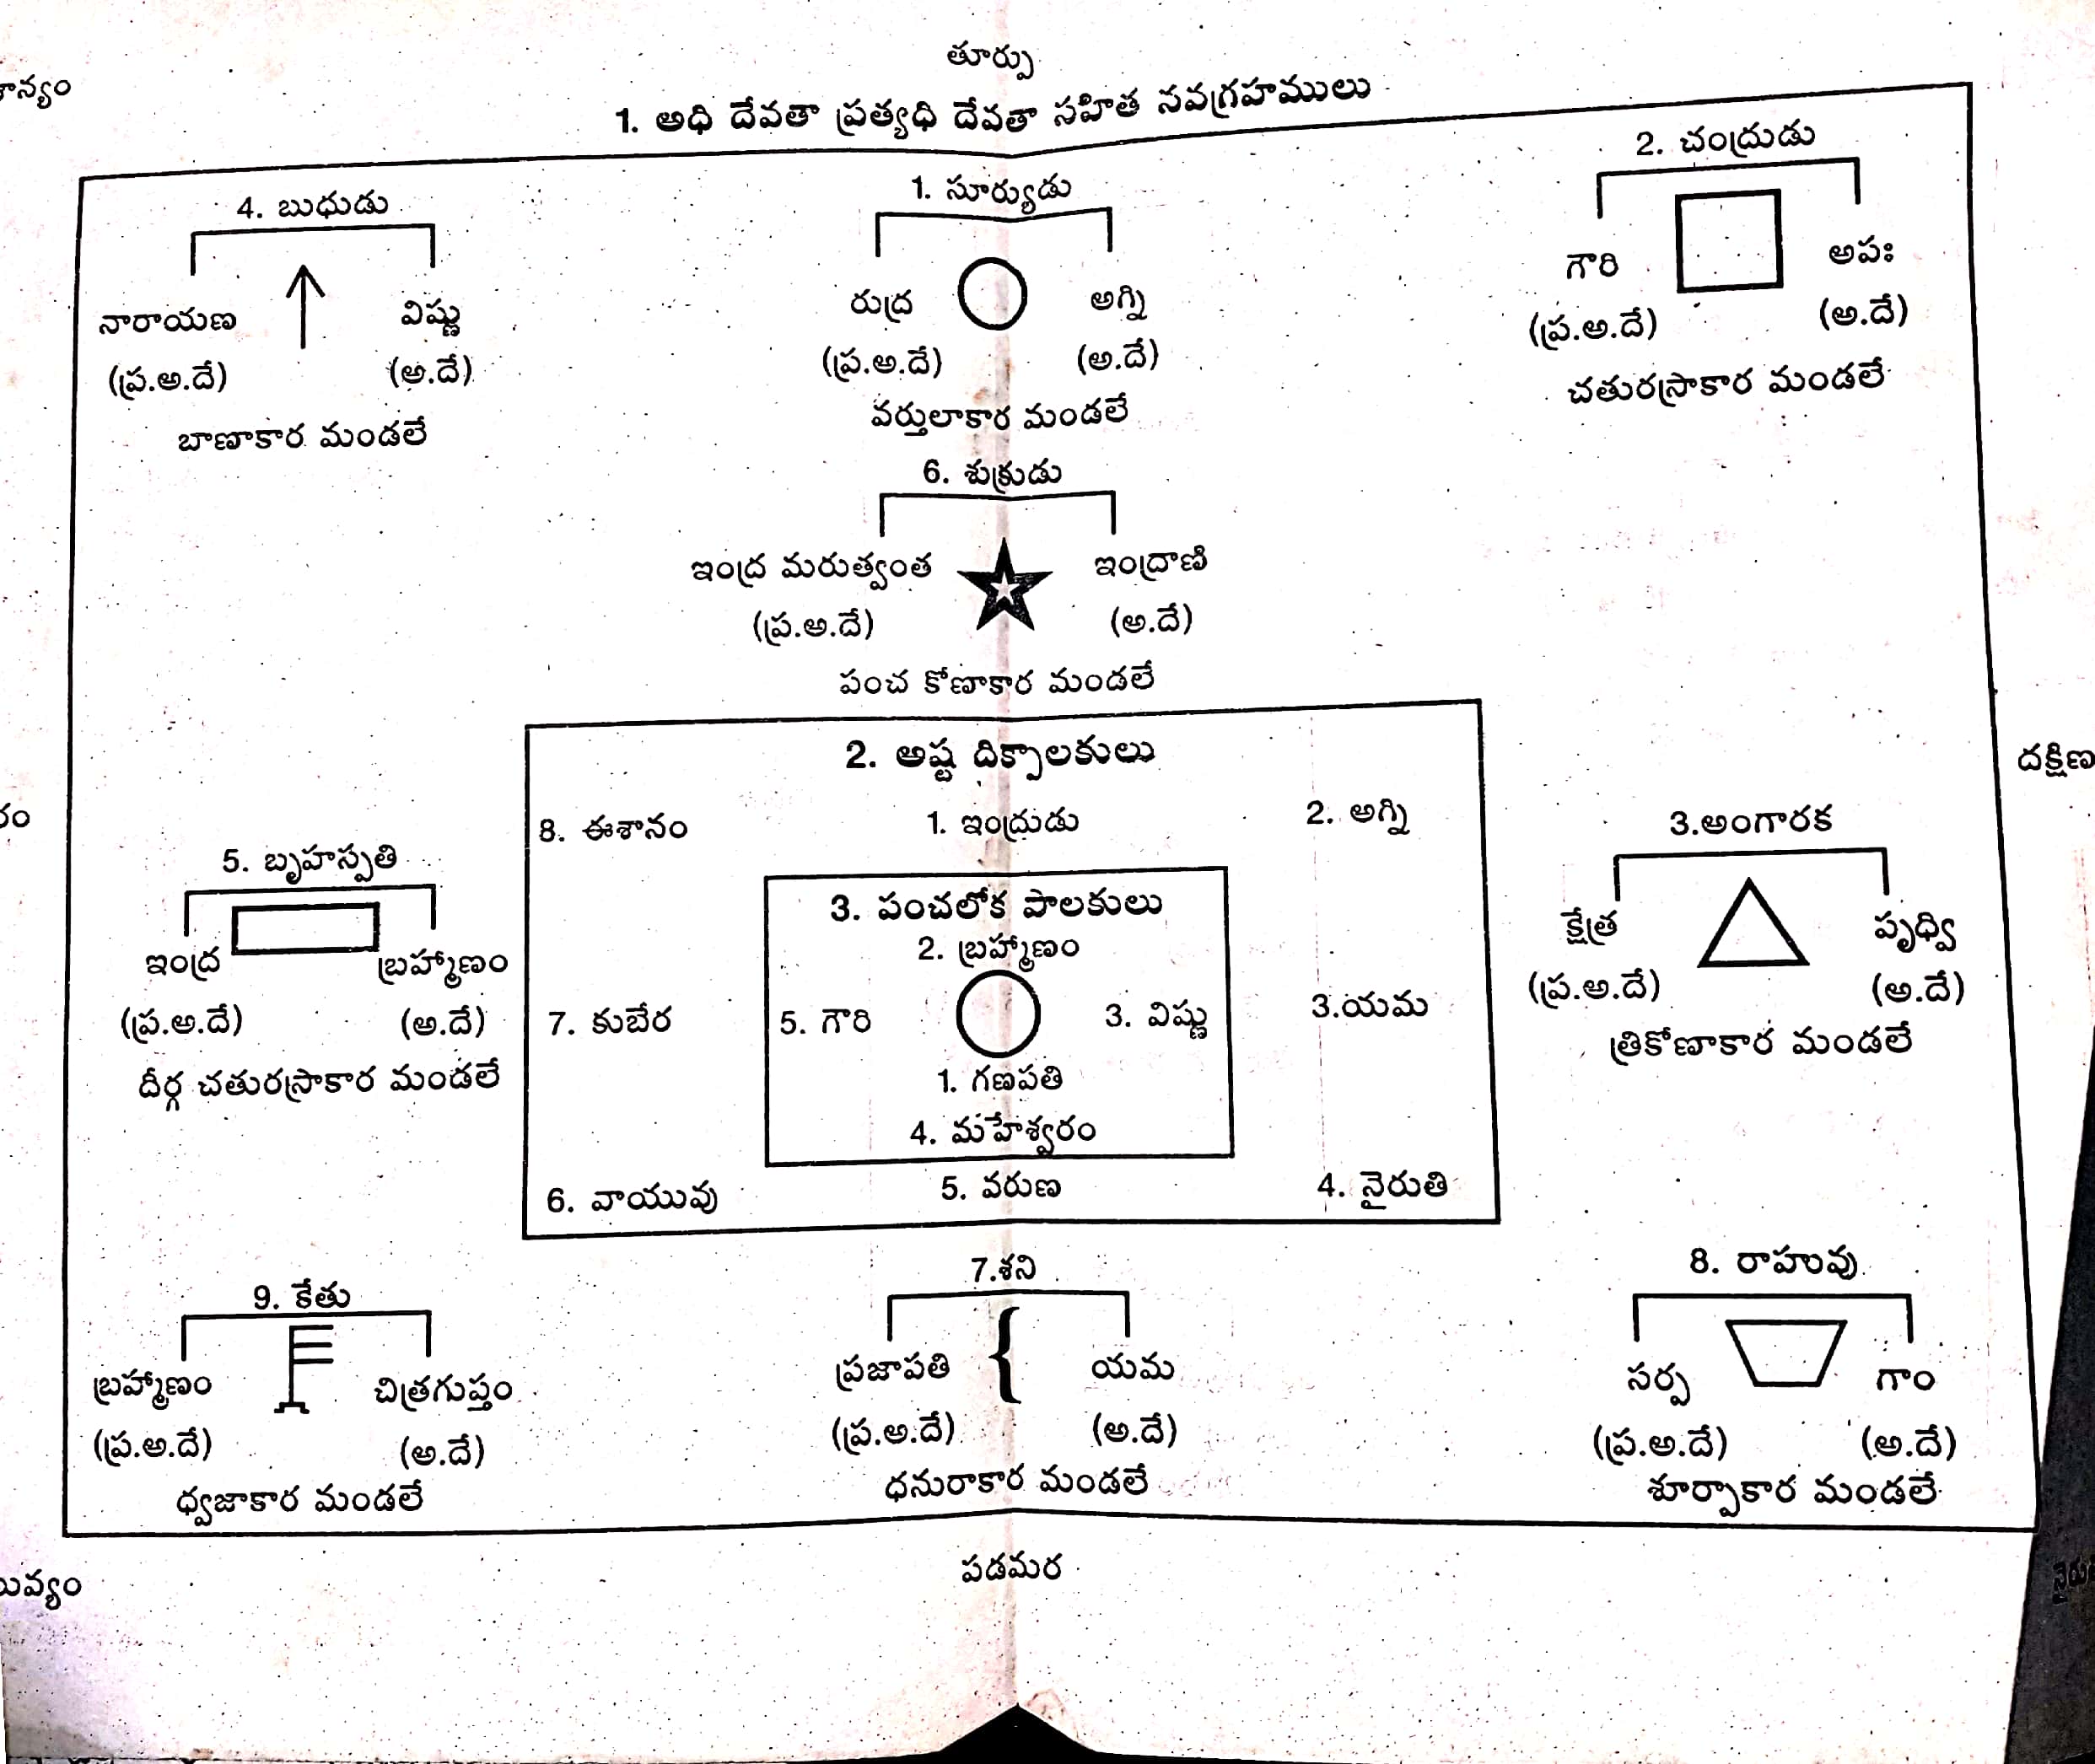 తూర్పు
1. అధి దేవతా ప్రత్యధి దేవతా సహిత నవగ్రహములు
4. బుధుడు
నారాయణ విష్ణు
(ప్ర.అ.దే) (అ.దే)
బాణాకార మండలే
1. సూర్యుడు
రుద్ర అగ్ని
(ప్ర.అ.దే) (అ.దే)
వర్తులాకార మండలే
2. చంద్రుడు
గౌరి అపః
(ప్ర.అ.దే) (అ.దే)
చతురస్రాకార మండలే
6. శుక్రుడు
ఇంద్ర మరుత్వంత ఇంద్రాణి
(ప్ర.అ.దే) (అ.దే)
పంచ కోణాకార మండలే
దక్షిణ
5. బృహస్పతి
ఇంద్ర బ్రహ్మాణం
(ప్ర.అ.దే) (అ.దే)
దీర్ఘ చతురస్రాకార మండలే
2. అష్ట దిక్పాలకులు
8. ఈశానం 1. ఇంద్రుడు 2. అగ్ని
3. పంచలోక పాలకులు
2. బ్రహ్మాణం
7. కుబేర 5. గౌరి 3. విష్ణు 3.యమ
1. గణపతి
4. మహేశ్వరం
6. వాయువు 5. వరుణ 4. నైరుతి
3.అంగారక
క్షేత్ర పృథ్వి
(ప్ర.అ.దే) (అ.దే)
త్రికోణాకార మండలే
9. కేతు
బ్రహ్మాణం చిత్రగుప్తం
(ప్ర.అ.దే) (అ.దే)
ధ్వజాకార మండలే
7.శని
ప్రజాపతి యమ
(ప్ర.అ.దే) (అ.దే)
ధనురాకార మండలే
8. రాహువు
సర్ప గాం
(ప్ర.అ.దే) (అ.దే)
శూర్పాకార మండలే
పడమర